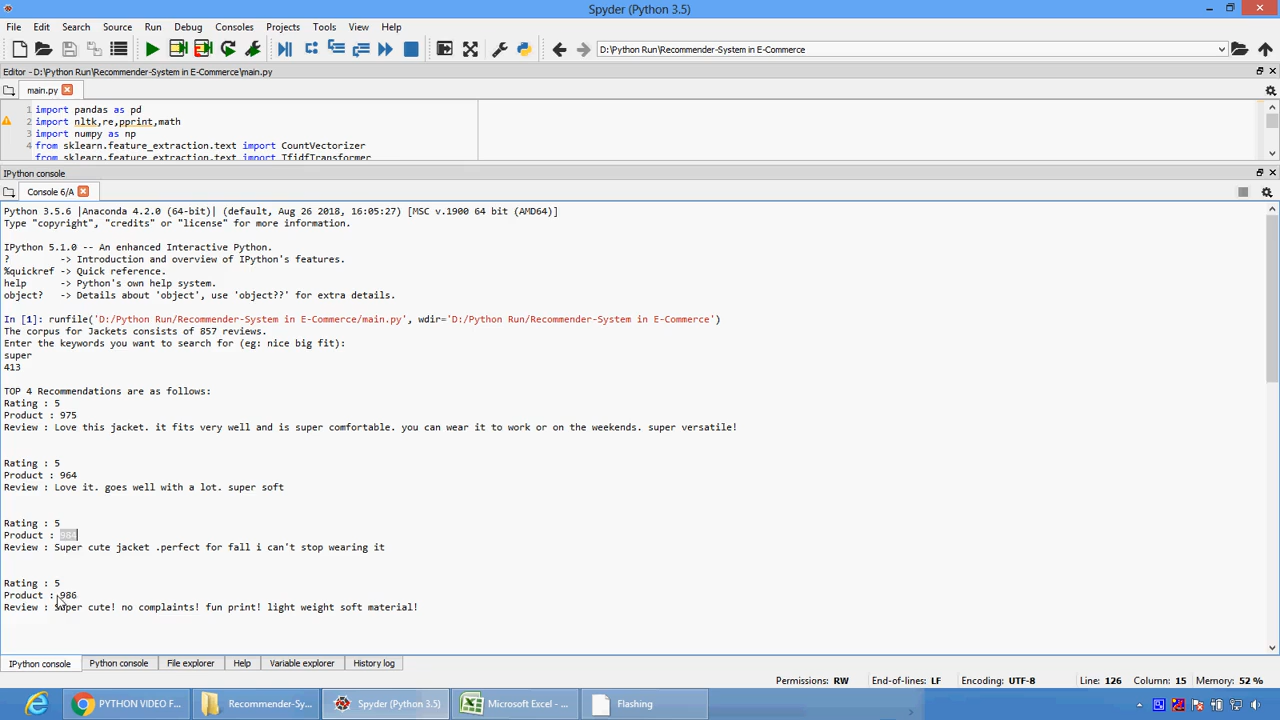 Spyder (Python 3.5)
File Edit Search Source Run Debug Consoles Projects Tools View Help
D:\Python Run\Recommender-System in E-Commerce
Editor - D:\Python Run\Recommender-System in E-Commerce\main.py
main.py
1 import pandas as pd
2 import nltk,re,pprint,math
3 import numpy as np
4 from sklearn.feature_extraction.text import CountVectorizer
from sklearn.feature_extraction.text import TfidfTransformer
IPython console
Console 6/A
Python 3.5.6 |Anaconda 4.2.0 (64-bit)| (default, Aug 26 2018, 16:05:27) [MSC v.1900 64 bit (AMD64)]
Type "copyright", "credits" or "license" for more information.
IPython 5.1.0 -- An enhanced Interactive Python.
? -> Introduction and overview of IPython's features.
%quickref -> Quick reference.
help -> Python's own help system.
object? -> Details about 'object', use 'object??' for extra details.
In [1]: runfile('D:/Python Run/Recommender-System in E-Commerce/main.py', wdir='D:/Python Run/Recommender-System in E-Commerce')
The corpus for Jackets consists of 857 reviews.
Enter the keywords you want to search for (eg: nice big fit):
super
413
TOP 4 Recommendations are as follows:
Rating : 5
Product : 975
Review : Love this jacket. it fits very well and is super comfortable. you can wear it to work or on the weekends. super versatile!
Rating : 5
Product : 964
Review : Love it. goes well with a lot. super soft
Rating : 5
Product :
Review : Super cute jacket .perfect for fall i can't stop wearing it
Rating : 5
Product : 986
Review : Super cute! no complaints! fun print! light weight soft material!
IPython console Python console File explorer Help Variable explorer History log
Permissions: RW End-of-lines: LF Encoding: UTF-8 Line: 126 Column: 15 Memory: 52 %
PYTHON VIDEO F... Recommender-Sy... Spyder (Python 3.5) Microsoft Excel - ... Flashing